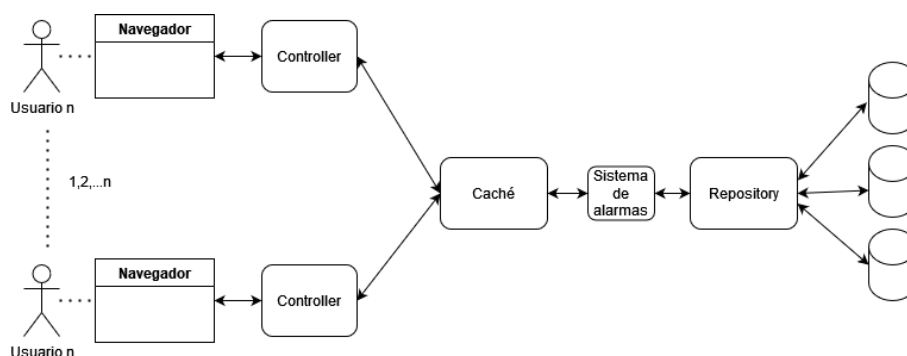 Navegador
Controller
Usuario n
1,2,...n
Caché
Sistema
de
alarmas
Repository
Navegador
Controller
Usuario n